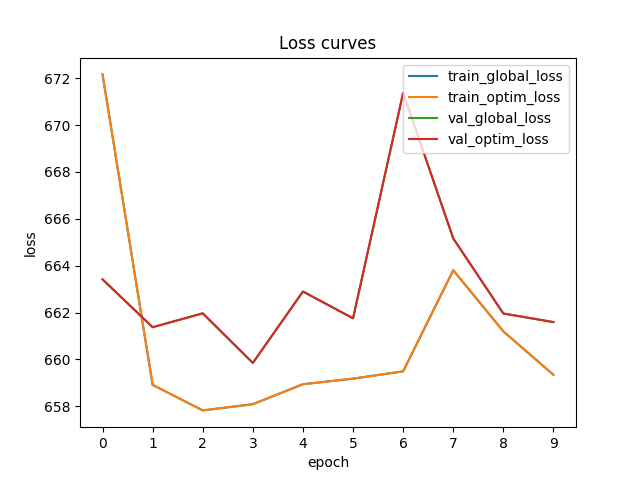 Loss curves
train_global_loss
train_optim_loss
val_global_loss
val_optim_loss
672
670
668
666
664
662
660
658
loss
0 1 2 3 4 5 6 7 8 9
epoch